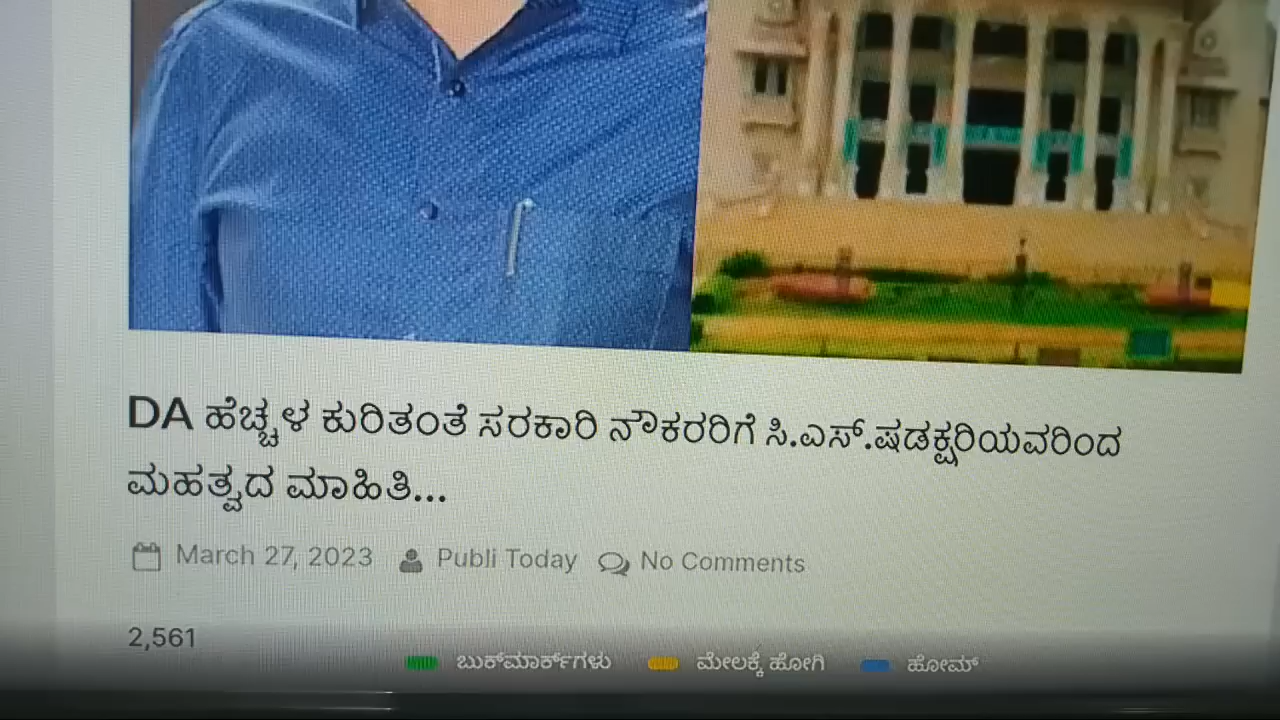 DA ಹೆಚ್ಚಳ ಕುರಿತಂತೆ ಸರಕಾರಿ ನೌಕರರಿಗೆ ಸಿ.ಎಸ್.ಷಡಕ್ಷರಿಯವರಿಂದ
ಮಹತ್ವದ ಮಾಹಿತಿ...
March 27, 2023 Publi Today No Comments
2,561
ಬುಕ್‌ಮಾರ್ಕ್‌ಗಳು ಮೇಲಕ್ಕೆ ಹೋಗಿ ಹೋಮ್